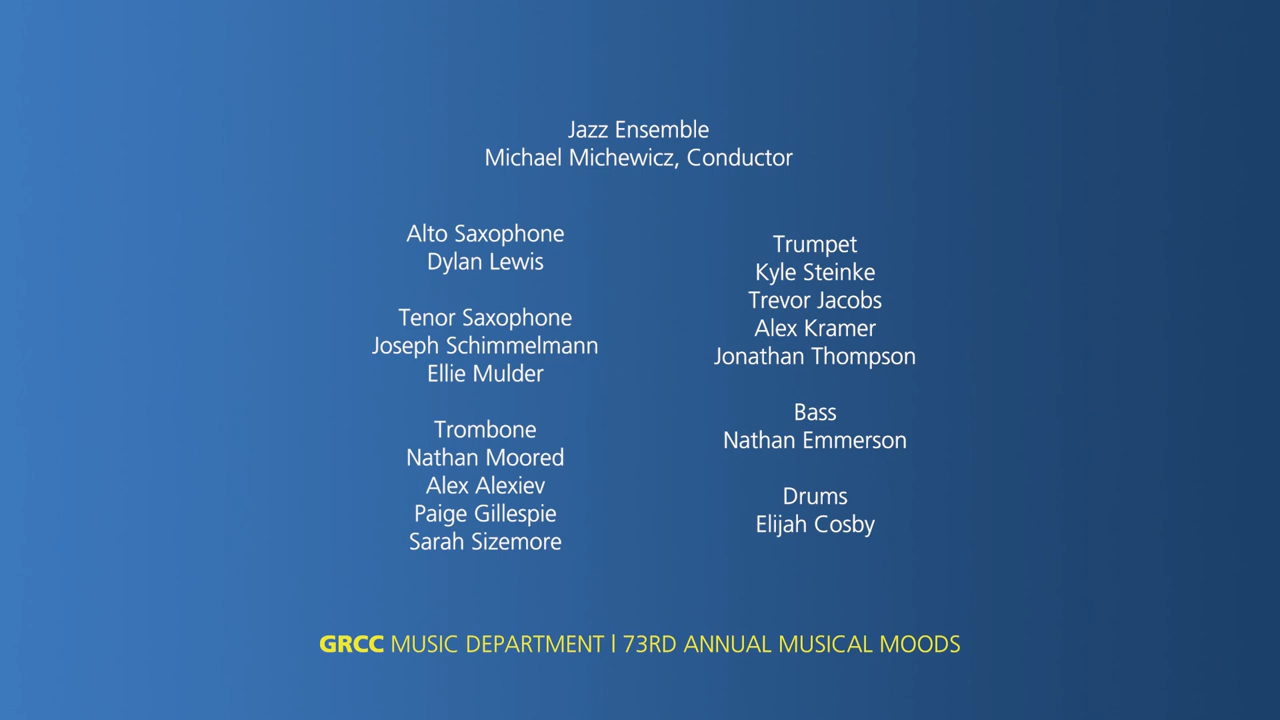 Jazz Ensemble
Michael Michewicz, Conductor
Alto Saxophone
Dylan Lewis
Tenor Saxophone
Joseph Schimmelmann
Ellie Mulder
Trombone
Nathan Moored
Alex Alexiev
Paige Gillespie
Sarah Sizemore
Trumpet
Kyle Steinke
Trevor Jacobs
Alex Kramer
Jonathan Thompson
Bass
Nathan Emmerson
Drums
Elijah Cosby
GRCC MUSIC DEPARTMENT | 73RD ANNUAL MUSICAL MOODS